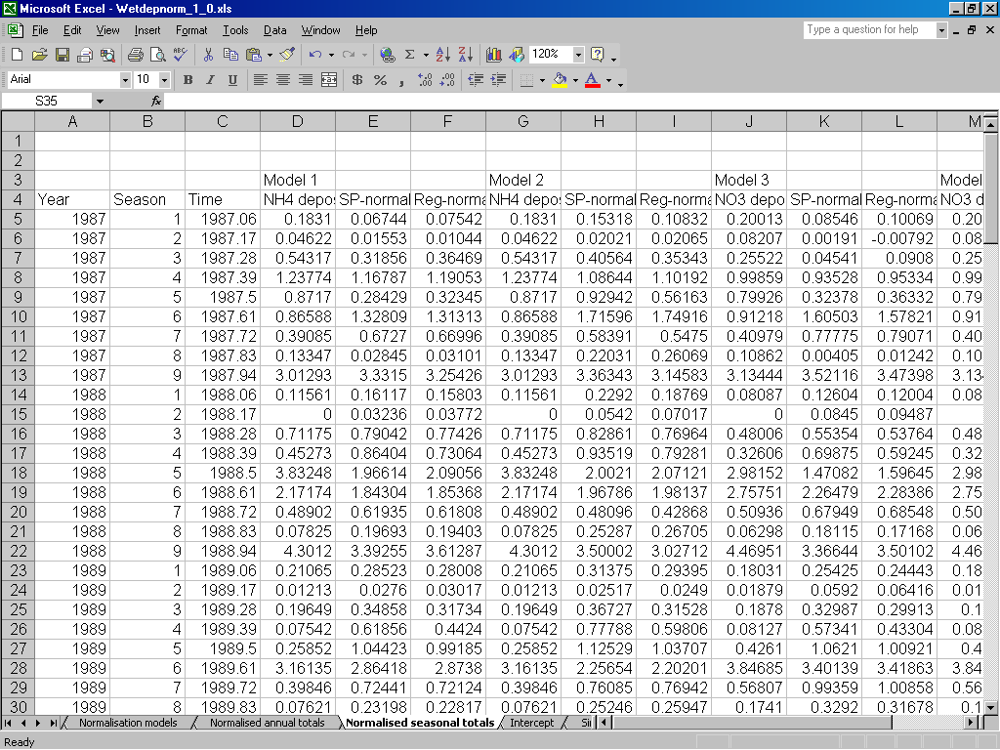 Microsoft Excel - Wetdepnorm_1_0.xls
File Edit View Insert Format Tools Data Window Help Type a question for help
120%
Arial 10 B I U $ % ,
S35 fx
A B C D E F G H I J K L M
1
2
3 Model 1 Model 2 Model 3 Model
4 Year Season Time NH4 depo SP-normal Reg-norma NH4 depo SP-normal Reg-norma NO3 depo SP-normal Reg-norma NO3 d
5 1987 1 1987.06 0.1831 0.06744 0.07542 0.1831 0.15318 0.10832 0.20013 0.08546 0.10069 0.20
6 1987 2 1987.17 0.04622 0.01553 0.01044 0.04622 0.02021 0.02065 0.08207 0.00191 -0.00792 0.08
7 1987 3 1987.28 0.54317 0.31856 0.36469 0.54317 0.40564 0.35343 0.25522 0.04541 0.0908 0.25
8 1987 4 1987.39 1.23774 1.16787 1.19053 1.23774 1.08644 1.10192 0.99859 0.93528 0.95334 0.99
9 1987 5 1987.5 0.8717 0.28429 0.32345 0.8717 0.92942 0.56163 0.79926 0.32378 0.36332 0.79
10 1987 6 1987.61 0.86588 1.32809 1.31313 0.86588 1.71596 1.74916 0.91218 1.60503 1.57821 0.91
11 1987 7 1987.72 0.39085 0.6727 0.66996 0.39085 0.58391 0.5475 0.40979 0.77775 0.79071 0.40
12 1987 8 1987.83 0.13347 0.02845 0.03101 0.13347 0.22031 0.26069 0.10862 0.00405 0.01242 0.10
13 1987 9 1987.94 3.01293 3.3315 3.25426 3.01293 3.36343 3.14583 3.13444 3.52116 3.47398 3.13
14 1988 1 1988.06 0.11561 0.16117 0.15803 0.11561 0.2292 0.18769 0.08087 0.12604 0.12004 0.08
15 1988 2 1988.17 0 0.03236 0.03772 0 0.0542 0.07017 0 0.0845 0.09487
16 1988 3 1988.28 0.71175 0.79042 0.77426 0.71175 0.82861 0.76964 0.48006 0.55354 0.53764 0.48
17 1988 4 1988.39 0.45273 0.86404 0.73064 0.45273 0.93519 0.79281 0.32606 0.69875 0.59245 0.32
18 1988 5 1988.5 3.83248 1.96614 2.09056 3.83248 2.0021 2.07121 2.98152 1.47082 1.59645 2.98
19 1988 6 1988.61 2.17174 1.84304 1.85368 2.17174 1.96786 1.98137 2.75751 2.26479 2.28386 2.75
20 1988 7 1988.72 0.48902 0.61935 0.61808 0.48902 0.48096 0.42868 0.50936 0.67949 0.68548 0.50
21 1988 8 1988.83 0.07825 0.19693 0.19403 0.07825 0.25287 0.26705 0.06298 0.18115 0.17168 0.06
22 1988 9 1988.94 4.3012 3.39255 3.61287 4.3012 3.50002 3.02712 4.46951 3.36644 3.50102 4.46
23 1989 1 1989.06 0.21065 0.28523 0.28008 0.21065 0.31375 0.29395 0.18031 0.25425 0.24443 0.18
24 1989 2 1989.17 0.01213 0.0276 0.03017 0.01213 0.02517 0.0249 0.01879 0.0592 0.06416 0.01
25 1989 3 1989.28 0.19649 0.34858 0.31734 0.19649 0.36727 0.31528 0.1878 0.32987 0.29913 0.1
26 1989 4 1989.39 0.07542 0.61856 0.4424 0.07542 0.77788 0.59806 0.08127 0.57341 0.43304 0.08
27 1989 5 1989.5 0.25852 1.04423 0.99185 0.25852 1.12529 1.03707 0.4261 1.0621 1.00921 0.4
28 1989 6 1989.61 3.16135 2.86418 2.8738 3.16135 2.25654 2.20201 3.84685 3.40139 3.41863 3.84
29 1989 7 1989.72 0.39846 0.72441 0.72124 0.39846 0.76085 0.76942 0.56807 0.99359 1.00858 0.56
30 1989 8 1989.83 0.07621 0.23198 0.22817 0.07621 0.25246 0.25947 0.1741 0.3292 0.31678 0.1
Normalisation models Normalised annual totals Normalised seasonal totals Intercept Si
Ready